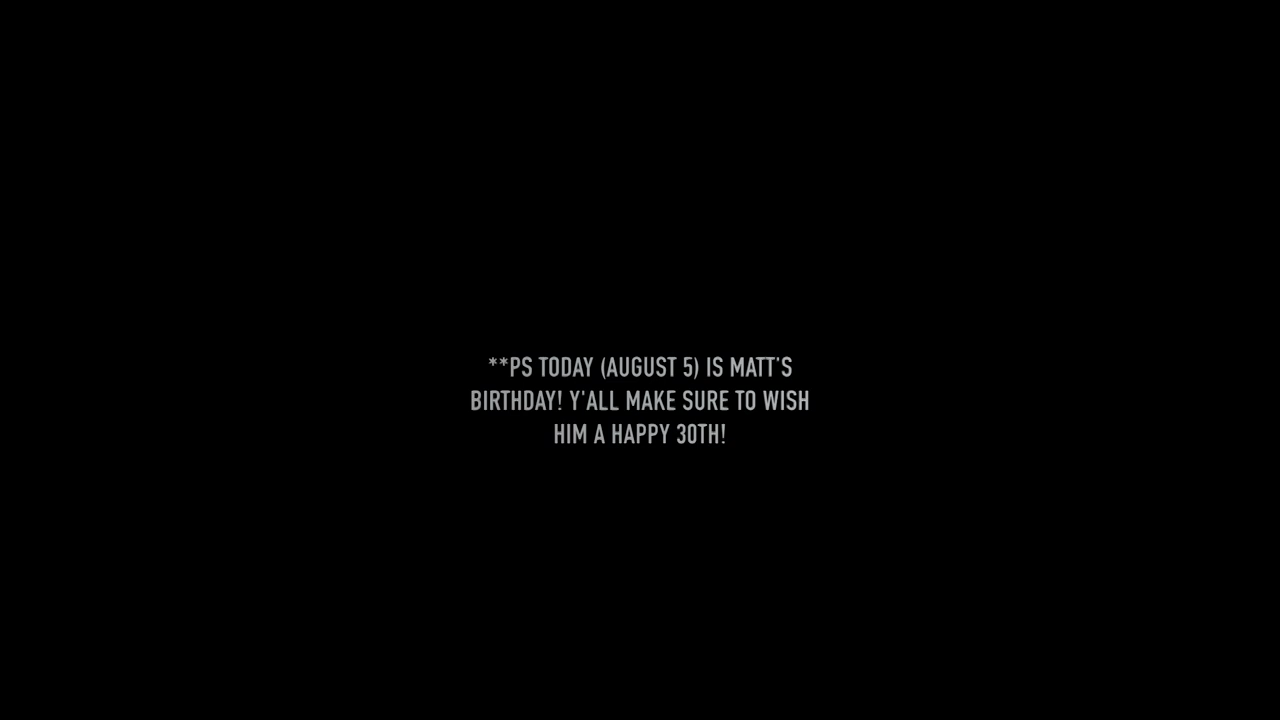 **PS TODAY (AUGUST 5) IS MATT'S
BIRTHDAY! Y'ALL MAKE SURE TO WISH
HIM A HAPPY 30TH!